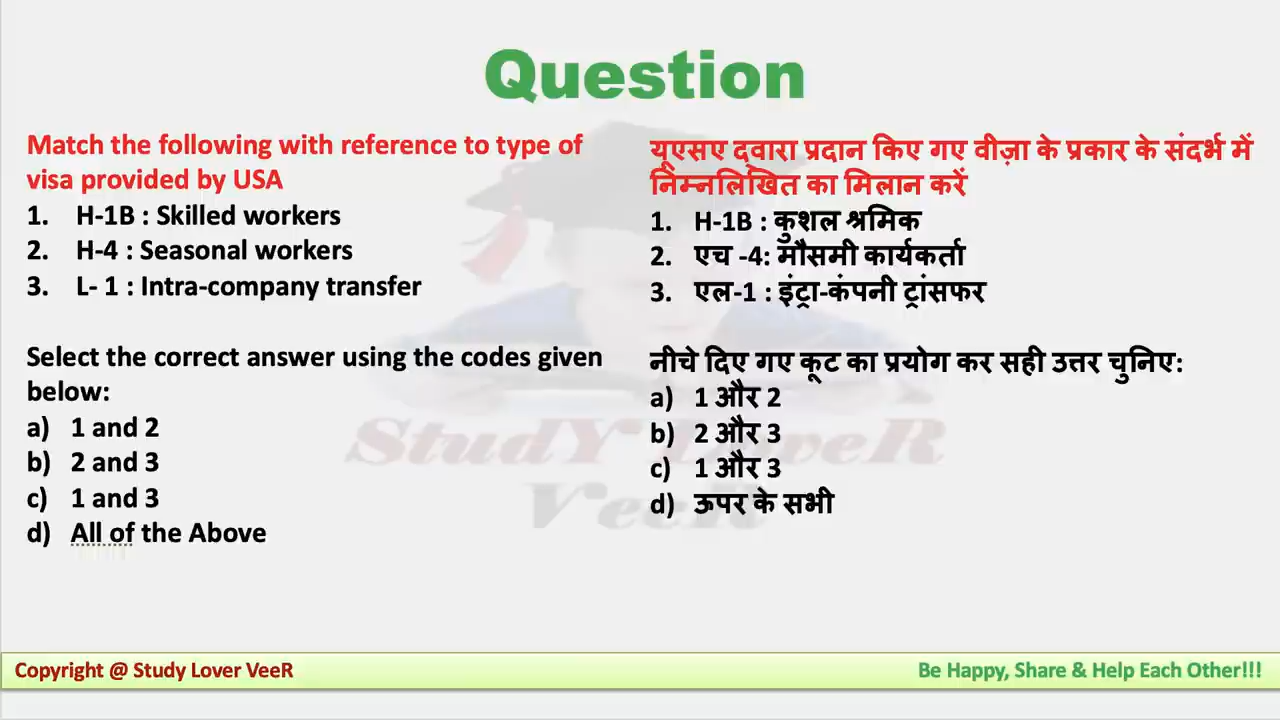 Question
Match the following with reference to type of
visa provided by USA
1. H-1B : Skilled workers
2. H-4 : Seasonal workers
3. L- 1 : Intra-company transfer
Select the correct answer using the codes given
below:
a) 1 and 2
b) 2 and 3
c) 1 and 3
d) All of the Above
यूएसए द्वारा प्रदान किए गए वीज़ा के प्रकार के संदर्भ में
निम्नलिखित का मिलान करें
1. H-1B : कुशल श्रमिक
2. एच -4: मौसमी कार्यकर्ता
3. एल-1 : इंट्रा-कंपनी ट्रांसफर
नीचे दिए गए कूट का प्रयोग कर सही उत्तर चुनिए:
a) 1 और 2
b) 2 और 3
c) 1 और 3
d) ऊपर के सभी
StudY LoveR
VeeR
Copyright @ Study Lover VeeR
Be Happy, Share & Help Each Other!!!